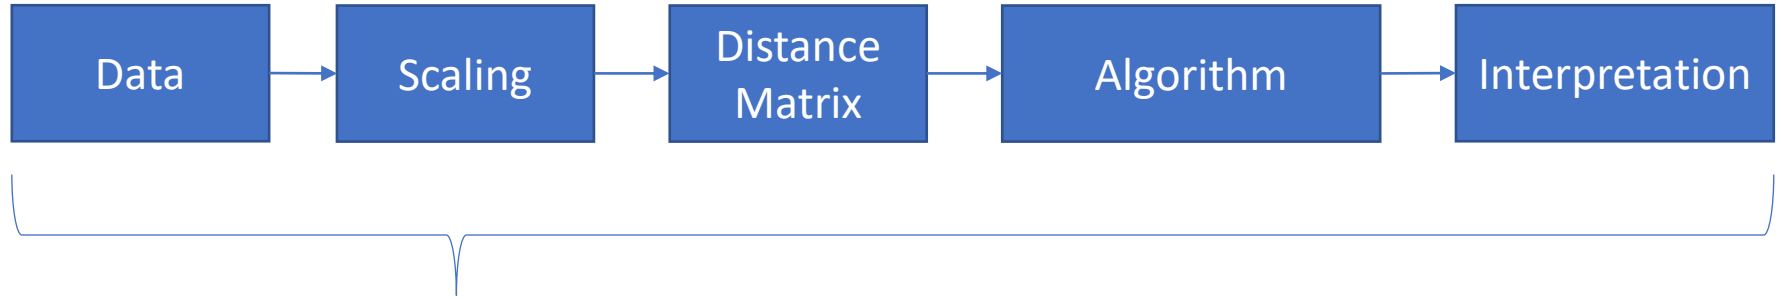 Data
Scaling
Distance
Matrix
Algorithm
Interpretation